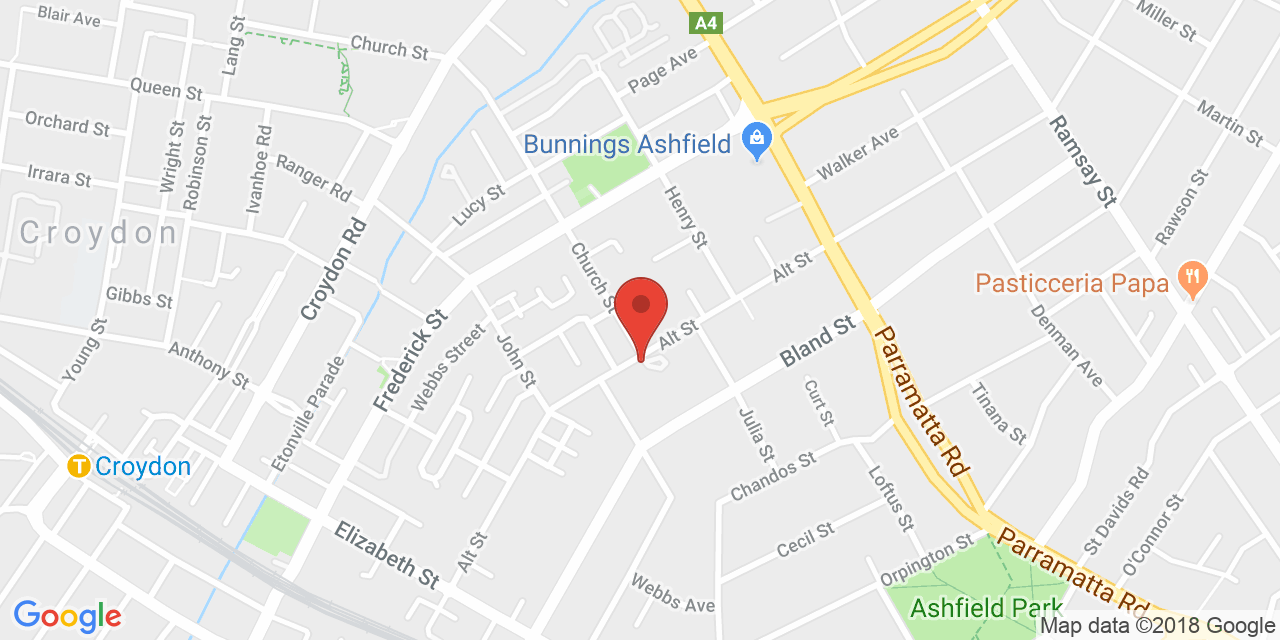 Blair Ave
Lang St
Church St
A4
Page Ave
Miller St
Queen St
Orchard St
Wright St
Robinson St
Ivanhoe Rd
Bunnings Ashfield
Walker Ave
Ramsay St
Martin St
Irrara St
Ranger Rd
Lucy St
Henry St
Rawson St
Croydon
Croydon Rd
Church St
Alt St
Pasticceria Papa
Gibbs St
Young St
Anthony St
Frederick St
Webbs Street
John St
Alt St
Bland St
Parramatta Rd
Denman Ave
Etonville Parade
Curt St
Tinana St
Julia St
T
Croydon
Chandos St
Loftus St
St Davids Rd
O'Connor St
Elizabeth St
Alt St
Cecil St
Orpington St
Parramatta Rd
Webbs Ave
Ashfield Park
Google
Map data ©2018 Google